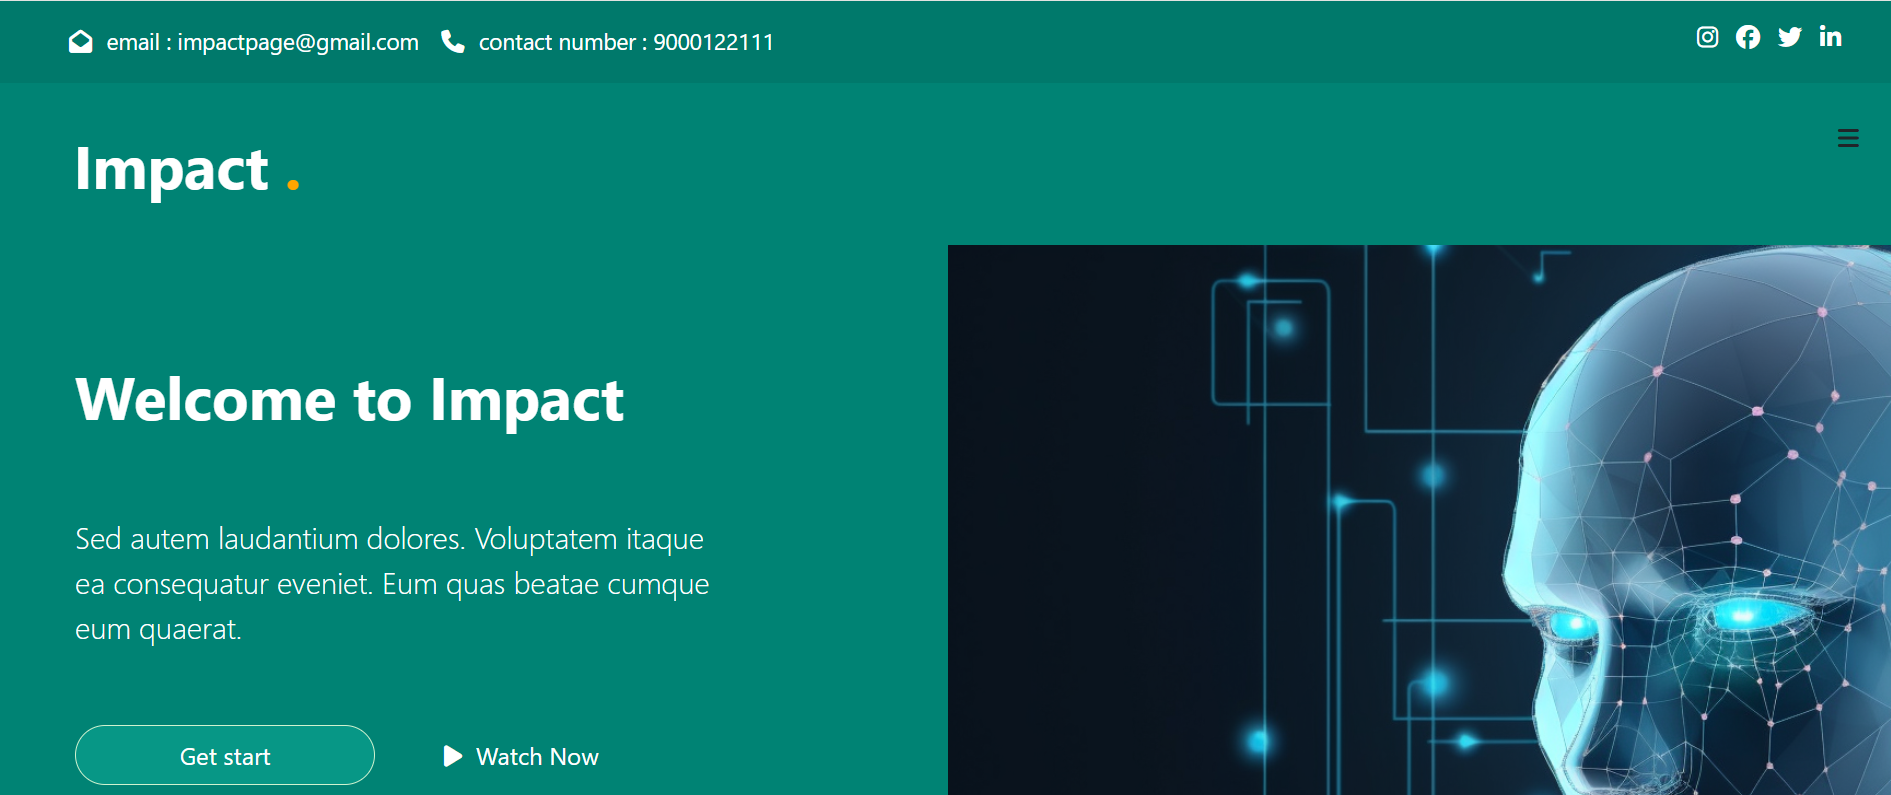 email : impactpage@gmail.com contact number : 9000122111
Impact .
Welcome to Impact
Sed autem laudantium dolores. Voluptatem itaque
ea consequatur eveniet. Eum quas beatae cumque
eum quaerat.
Get start
Watch Now